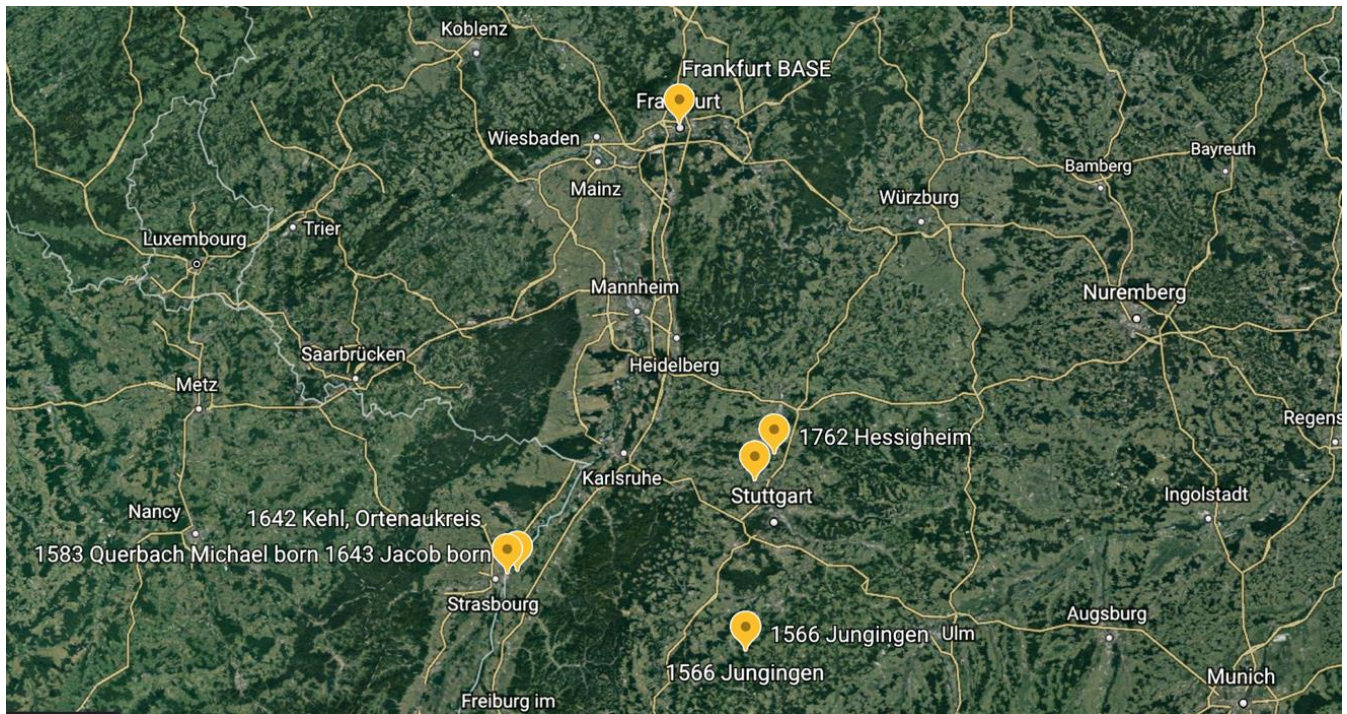 Koblenz
Frankfurt BASE
Fra urt
Wiesbaden
Mainz
Bayreuth
Bamberg
Würzburg
Trier
Luxembourg
Mannheim
Nuremberg
Saarbrücken
Heidelberg
Metz
Regens
1762 Hessigheim
Karlsruhe
Stuttgart
Ingolstadt
Nancy
1642 Kehl, Ortenaukreis
1583 Querbach Michael born 1643 Jacob born
Strasbourg
Augsburg
1566 Jungingen
Ulm
1566 Jungingen
Munich
Freiburg im